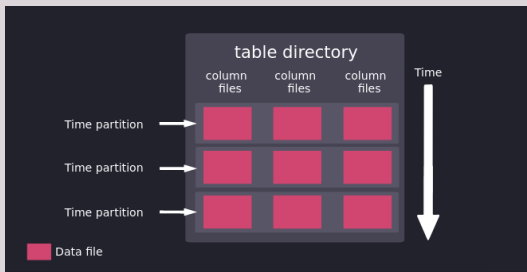 table directory
column files
column files
column files
Time
Time partition
Time partition
Time partition
Data file